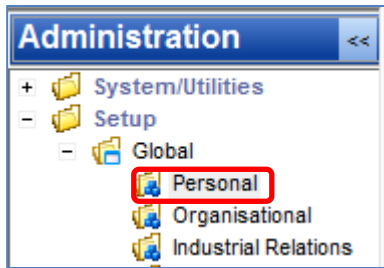 Administration <<
System/Utilities
Setup
Global
Personal
Organisational
Industrial Relations